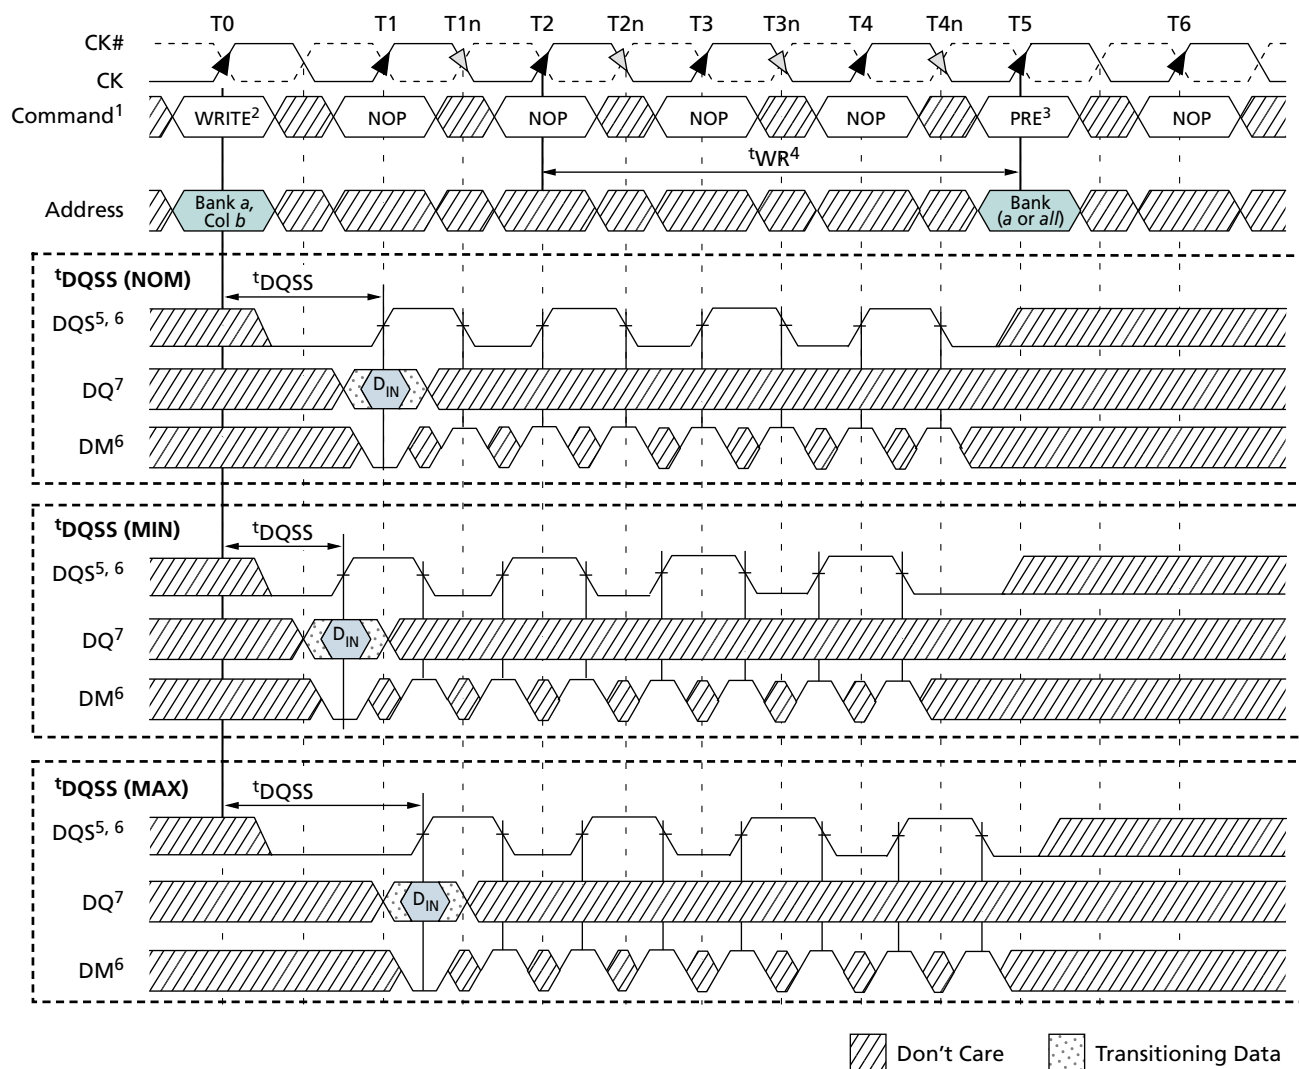 T0 T1 T1n T2 T2n T3 T3n T4 T4n T5 T6
CK#
CK
Command1 WRITE2 NOP NOP NOP NOP PRE3 NOP
tWR4
Address Bank a, Col b Bank (a or all)
tDQSS (NOM)
tDQSS
DQS5, 6
DQ7 DIN
DM6
tDQSS (MIN)
tDQSS
DQS5, 6
DQ7 DIN
DM6
tDQSS (MAX)
tDQSS
DQS5, 6
DQ7 DIN
DM6
Don't Care Transitioning Data